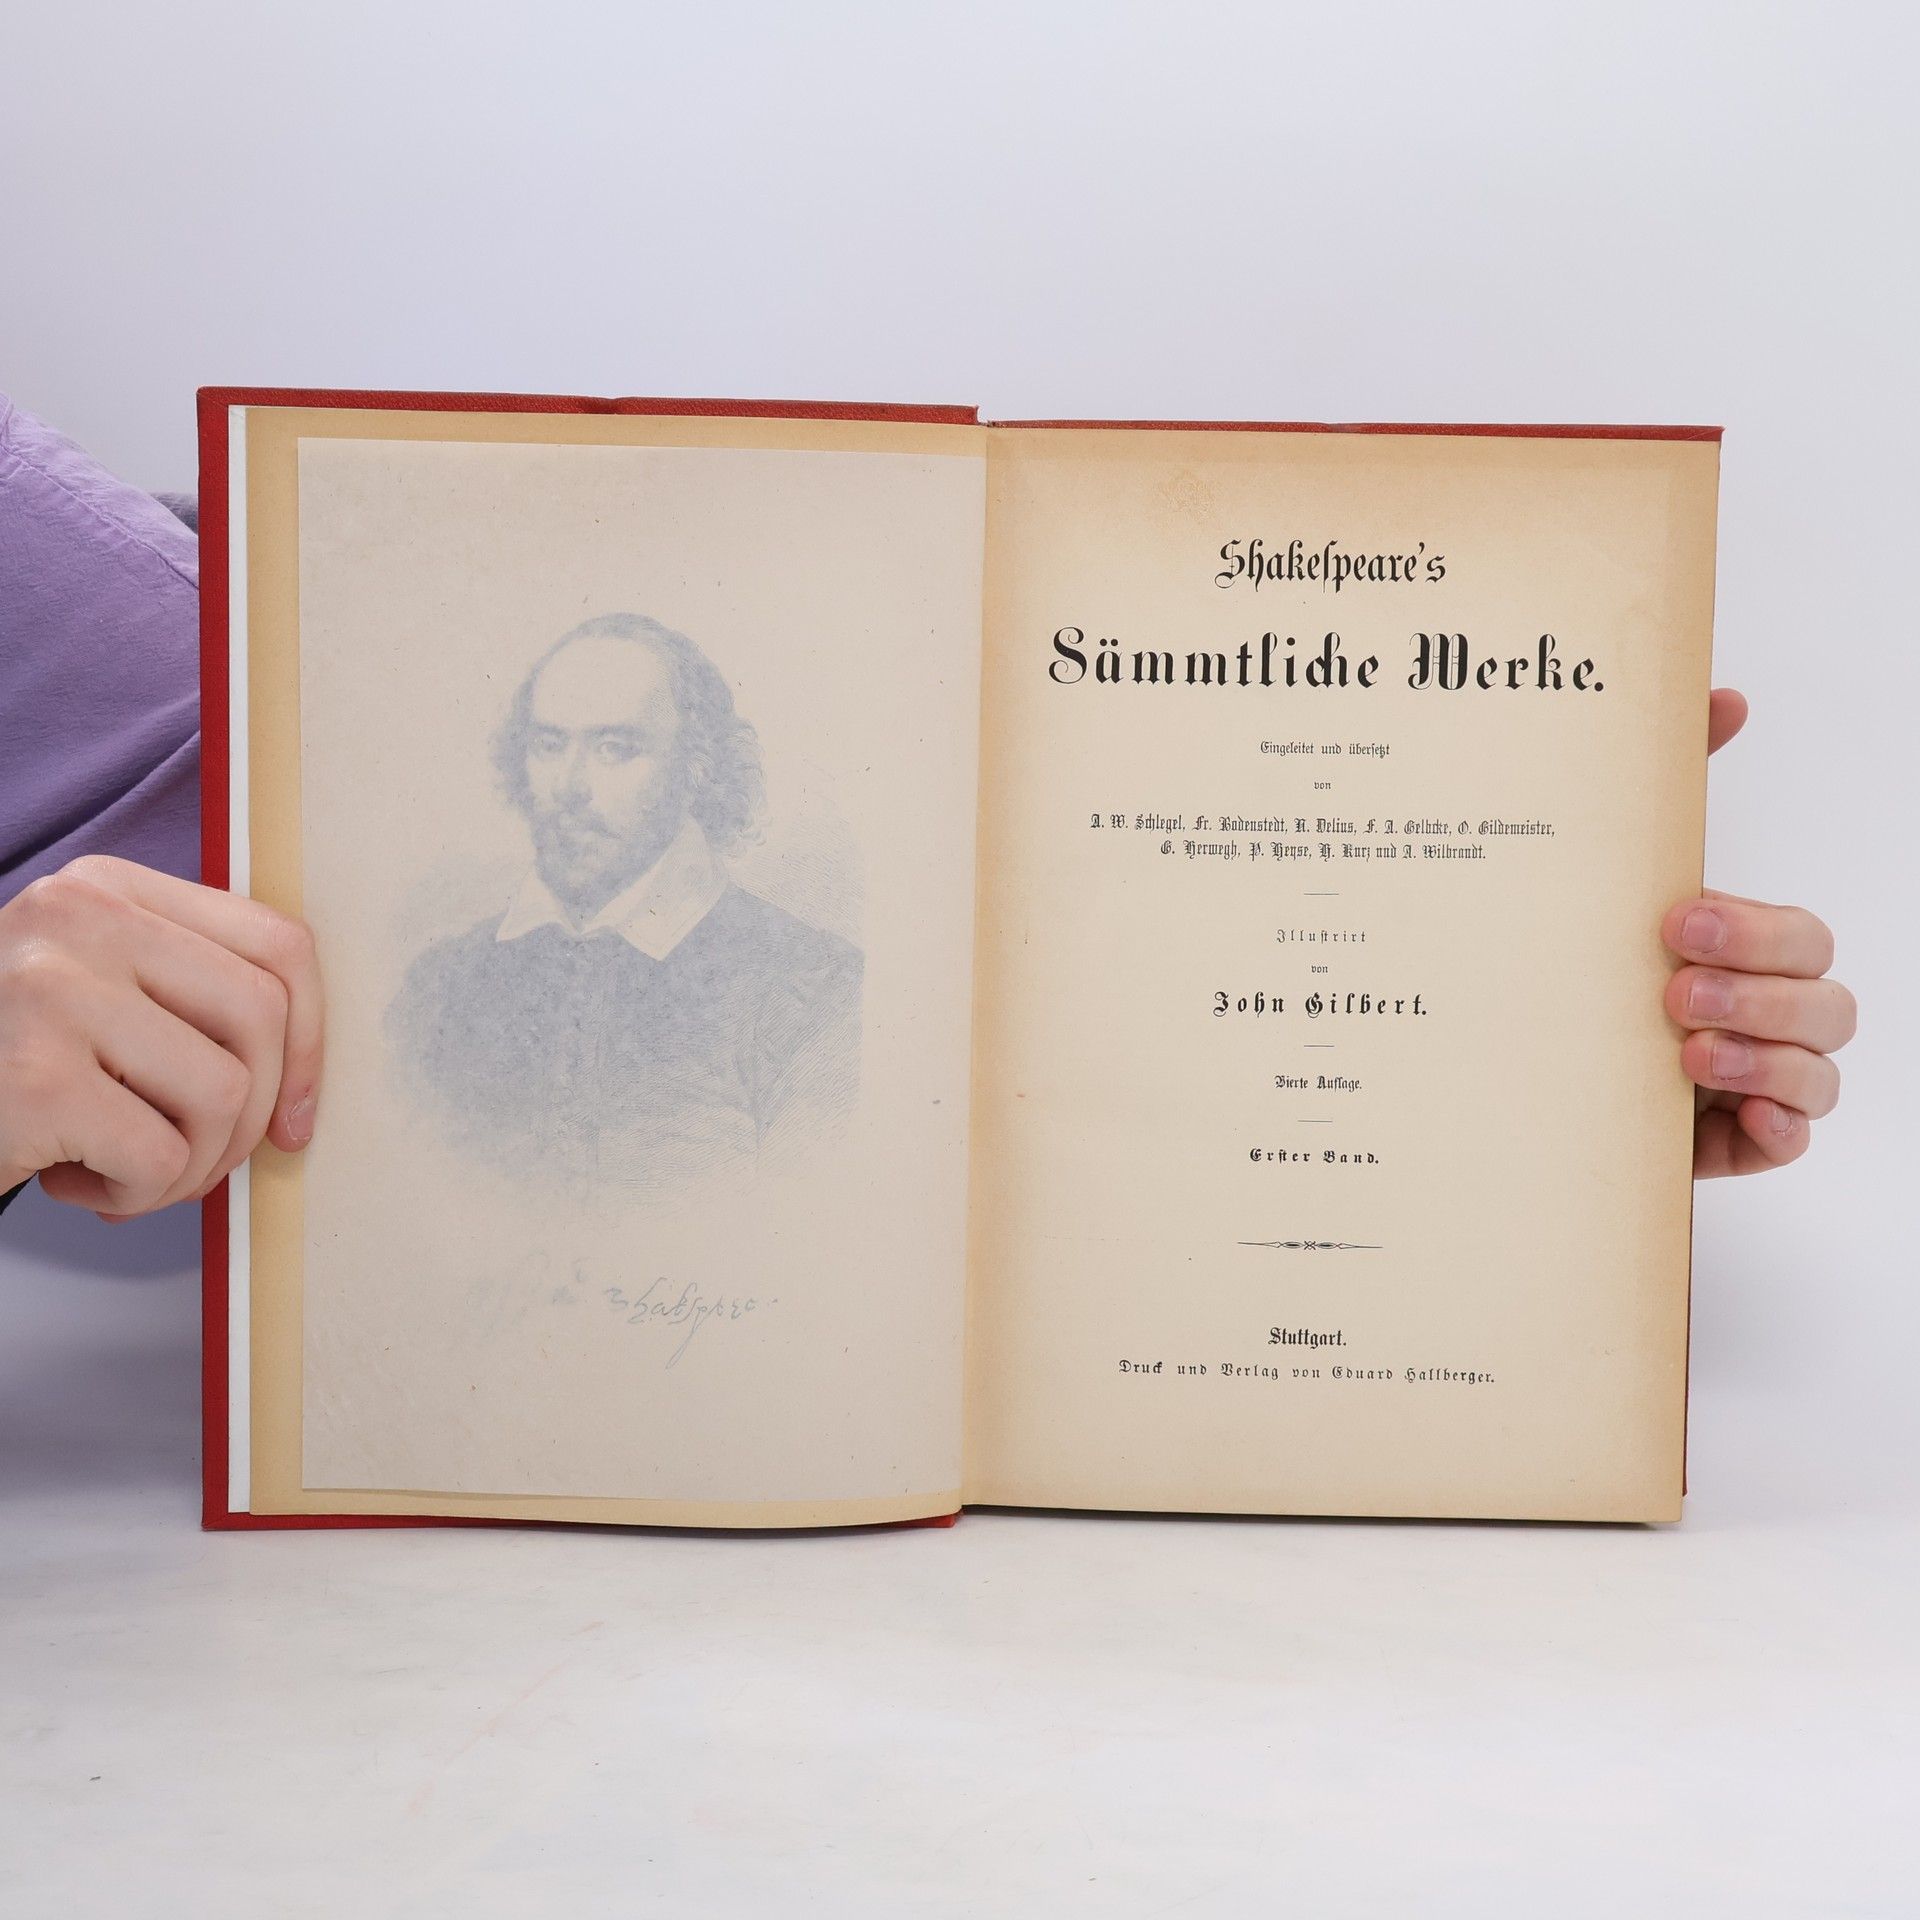 Shakspere
Shakeſpeare's
Sämmtliche Werke.
Eingeleitet und überſetzt
von
A. W. Schlegel, Fr. Bodenstedt, N. Delius, F. A. Gelbcke, O. Gildemeister,
G. Herwegh, P. Heyse, H. Kurz und A. Wilbrandt.
Illuſtrirt
von
John Gilbert.
Vierte Auflage.
Erſter Band.
Stuttgart.
Druck und Verlag von Eduard Hallberger.